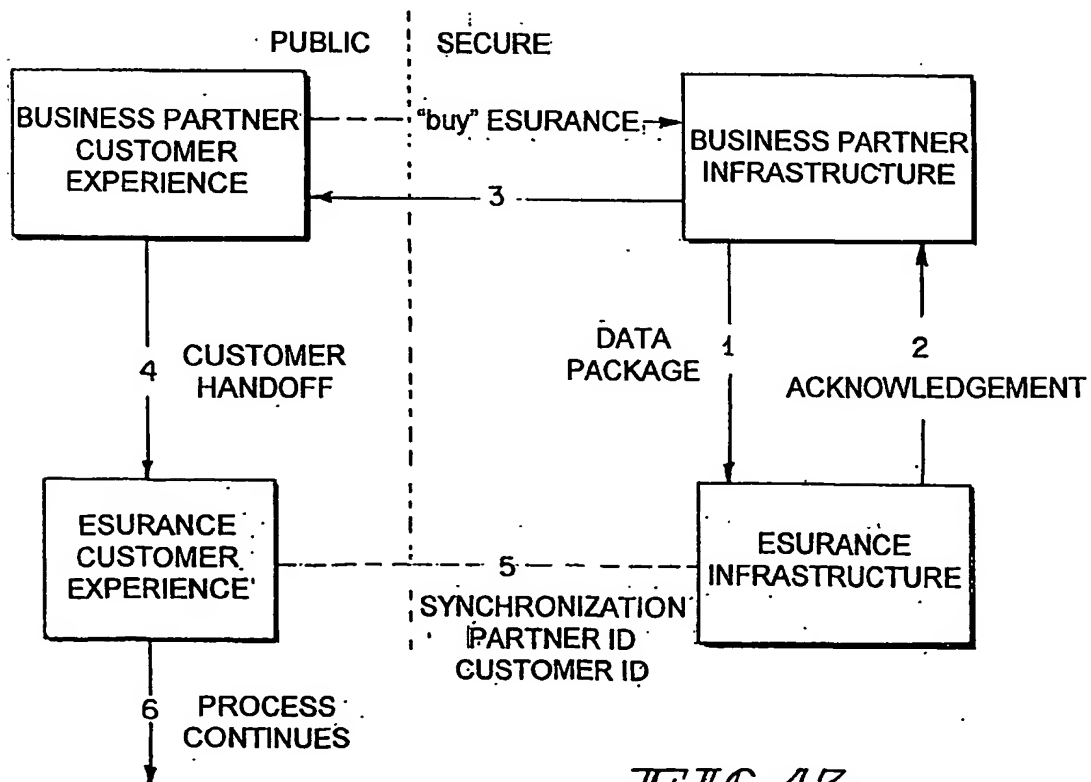 PUBLIC
SECURE
BUSINESS PARTNER
CUSTOMER
EXPERIENCE
"buy" ESURANCE
BUSINESS PARTNER
INFRASTRUCTURE
3
4
CUSTOMER
HANDOFF
DATA
PACKAGE
1
2
ACKNOWLEDGEMENT
ESURANCE
CUSTOMER
EXPERIENCE
5
SYNCHRONIZATION
PARTNER ID
CUSTOMER ID
ESURANCE
INFRASTRUCTURE
6
PROCESS
CONTINUES